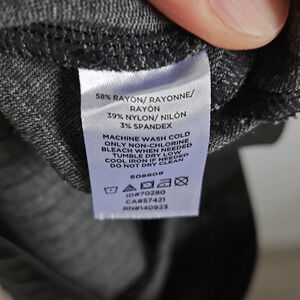 58% RAYON/ RAYONNE/
RAYÓN
39% NYLON/ NILÓN
3% SPANDEX
MACHINE WASH COLD
ONLY NON-CHLORINE
BLEACH WHEN NEEDED
TUMBLE DRY LOW
COOL IRON IF NEEDED
DO NOT DRY CLEAN
508809
ID#70280
CA#57421
RN#140923